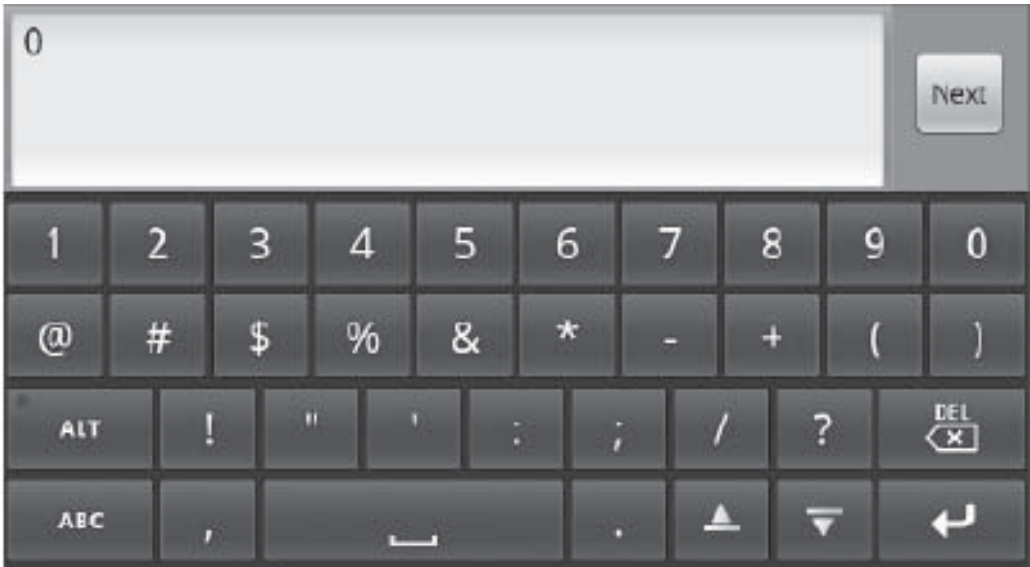 0
Next
1 2 3 4 5 6 7 8 9 0
@ # $ % & * - + ( )
ALT ! " ' : ; / ? DEL
ABC , .